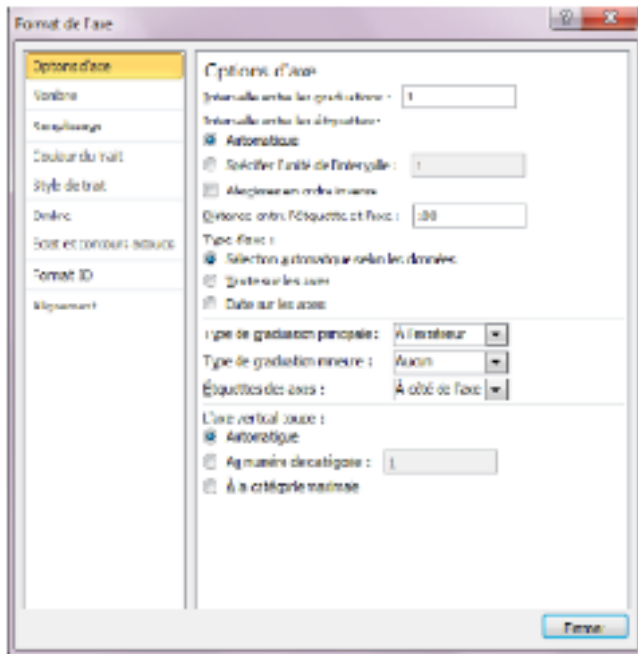 Format de l'axe
Options d'axe
Nombre
Remplissage
Couleur du trait
Style de trait
Ombre
Éclat et contours adoucis
Format 3D
Alignement
Options d'axe
Intervalle entre les graduations : 1
Intervalle entre les étiquettes :
Automatique
Spécifier l'unité de l'intervalle : 1
Abscisses en ordre inverse
Distance entre l'étiquette et l'axe : 100
Type d'axe :
Sélection automatique selon les données
Texte sur les axes
Date sur les axes
Type de graduation principale : À l'extérieur
Type de graduation mineure : Aucun
Étiquettes des axes : À côté de l'axe
L'axe vertical coupe :
Automatique
Au numéro de catégorie : 1
À la catégorie maximale
Fermer